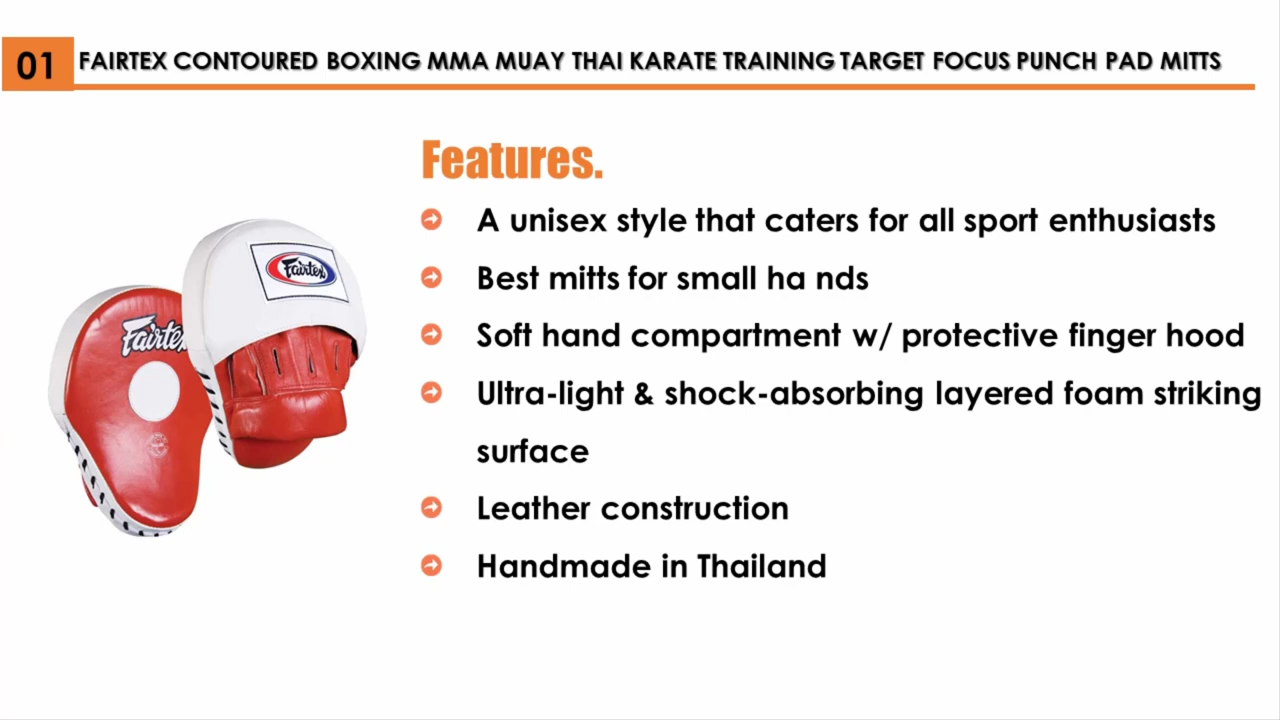 01 FAIRTEX CONTOURED BOXING MMA MUAY THAI KARATE TRAINING TARGET FOCUS PUNCH PAD MITTS
Features.
A unisex style that caters for all sport enthusiasts
Best mitts for small ha nds
Soft hand compartment w/ protective finger hood
Ultra-light & shock-absorbing layered foam striking
surface
Leather construction
Handmade in Thailand
Fairtex
Fairtex